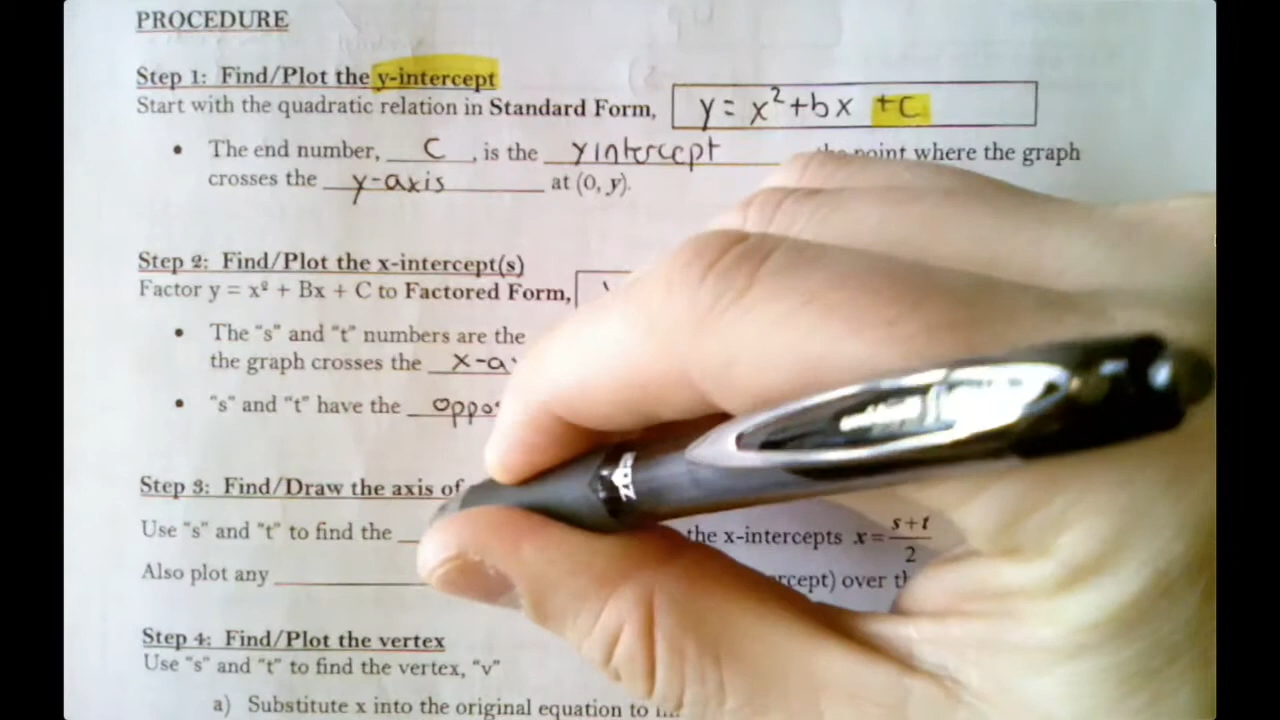 PROCEDURE
Step 1: Find/Plot the y-intercept
Start with the quadratic relation in Standard Form, y = x² + bx + c
• The end number, C, is the y intercept the point where the graph
crosses the y-axis at (0, y).
Step 2: Find/Plot the x-intercept(s)
Factor y = x² + Bx + C to Factored Form,
• The "s" and "t" numbers are the
the graph crosses the x-a
• "s" and "t" have the oppo
Step 3: Find/Draw the axis of
Use "s" and "t" to find the the x-intercepts x = s+t/2
Also plot any rcept) over th
Step 4: Find/Plot the vertex
Use "s" and "t" to find the vertex, "v"
a) Substitute x into the original equation to